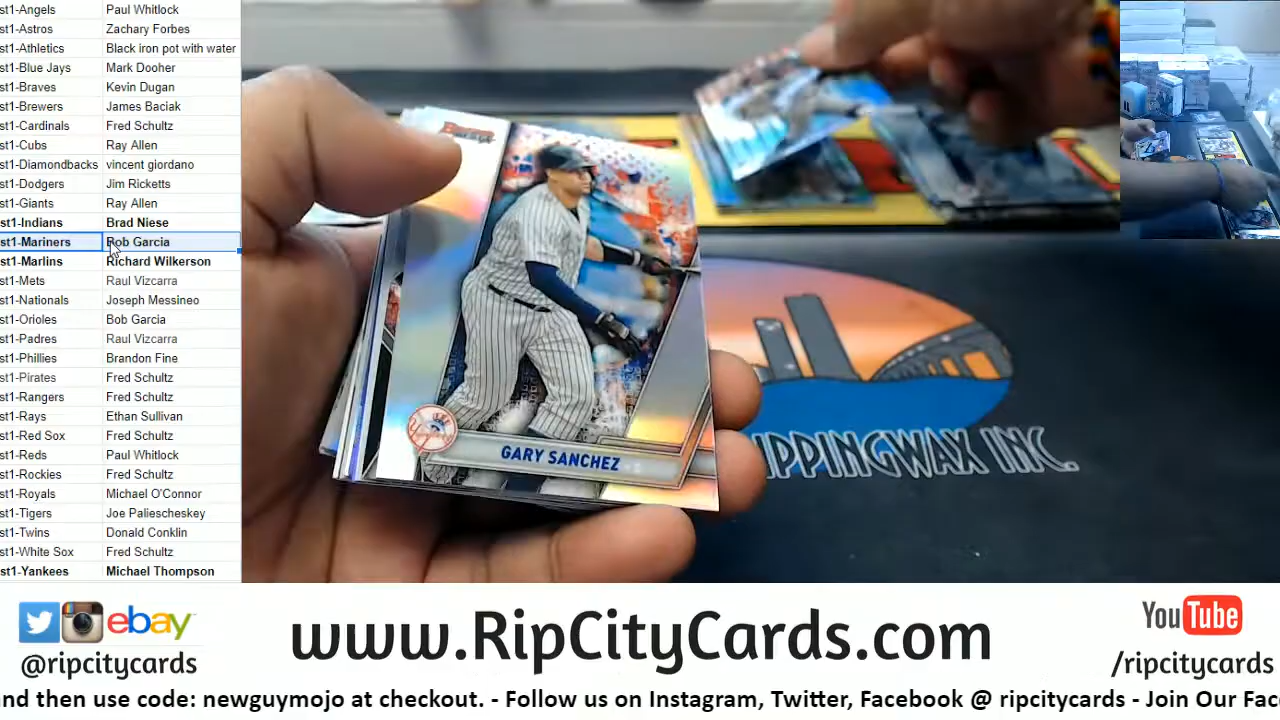 st1-Angels Paul Whitlock
st1-Astros Zachary Forbes
st1-Athletics Black iron pot with water
st1-Blue Jays Mark Dooher
st1-Braves Kevin Dugan
st1-Brewers James Baciak
st1-Cardinals Fred Schultz
st1-Cubs Ray Allen
st1-Diamondbacks vincent giordano
st1-Dodgers Jim Ricketts
st1-Giants Ray Allen
st1-Indians Brad Niese
st1-Mariners Bob Garcia
st1-Marlins Richard Wilkerson
st1-Mets Raul Vizcarra
st1-Nationals Joseph Messineo
st1-Orioles Bob Garcia
st1-Padres Raul Vizcarra
st1-Phillies Brandon Fine
st1-Pirates Fred Schultz
st1-Rangers Fred Schultz
st1-Rays Ethan Sullivan
st1-Red Sox Fred Schultz
st1-Reds Paul Whitlock
st1-Rockies Fred Schultz
st1-Royals Michael O'Connor
st1-Tigers Joe Paliescheskey
st1-Twins Donald Conklin
st1-White Sox Fred Schultz
st1-Yankees Michael Thompson
GARY SANCHEZ
IPPINGWAX INC.
ebay
@ripcitycards
www.RipCityCards.com
YouTube
/ripcitycards
and then use code: newguymojo at checkout. - Follow us on Instagram, Twitter, Facebook @ ripcitycards - Join Our Fac